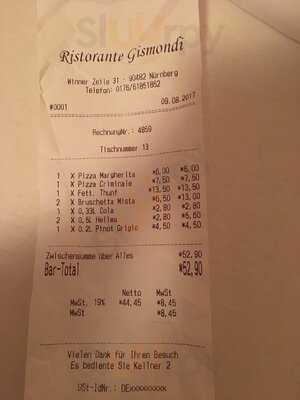 Sluurpy
Ristorante Gismondi
Winner Zeile 31 - 90482 Nürnberg
Telefon: 0176/61851862
#0001 09.08.2017
RechnungNr.: 4859
Tischnummer 13
1 X Pizza Margherita *6,00 *6,00
1 X Pizza Criminale *7,50 *7,50
1 X Fett. Thunf *13,50 *13,50
2 X Bruschetta Mista *6,50 *13,00
1 X 0,33L Cola *2,80 *2,80
2 X 0,5L Helles *2,80 *5,60
1 X 0.2l Pinot Grigio *4,50 *4,50
Zwischensumme über Alles *52,90
Bar-Total *52,90
Netto MwSt
MwSt. 19% *44,45 *8,45
MwSt *8,45
Vielen Dank für Ihren Besuch
Es bediente Sie Kellner 2
USt-IdNr.: DExxxxxxxxx